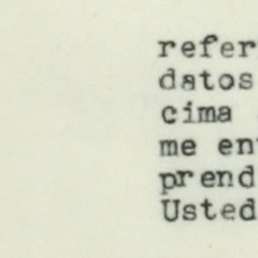 refer
datos
cima
me en
prend
Usted